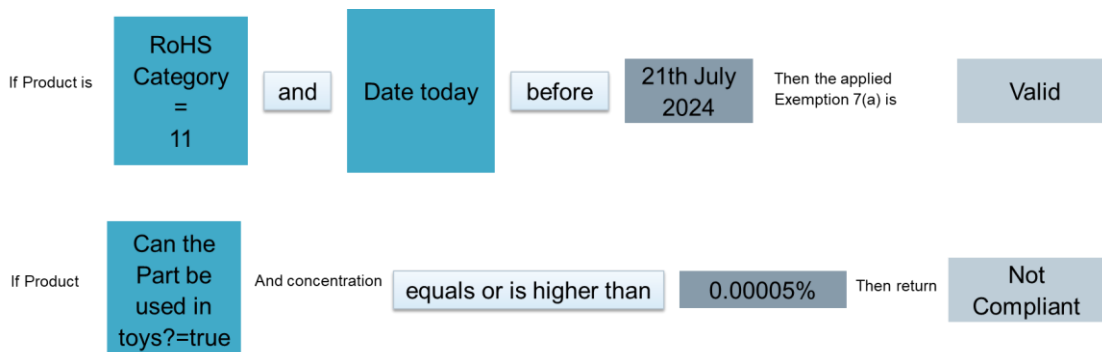 If Product is
RoHS
Category
=
11
and
Date today
before
21th July
2024
Then the applied
Exemption 7(a) is
Valid
If Product
Can the
Part be
used in
toys?=true
And concentration
equals or is higher than
0.00005%
Then return
Not
Compliant